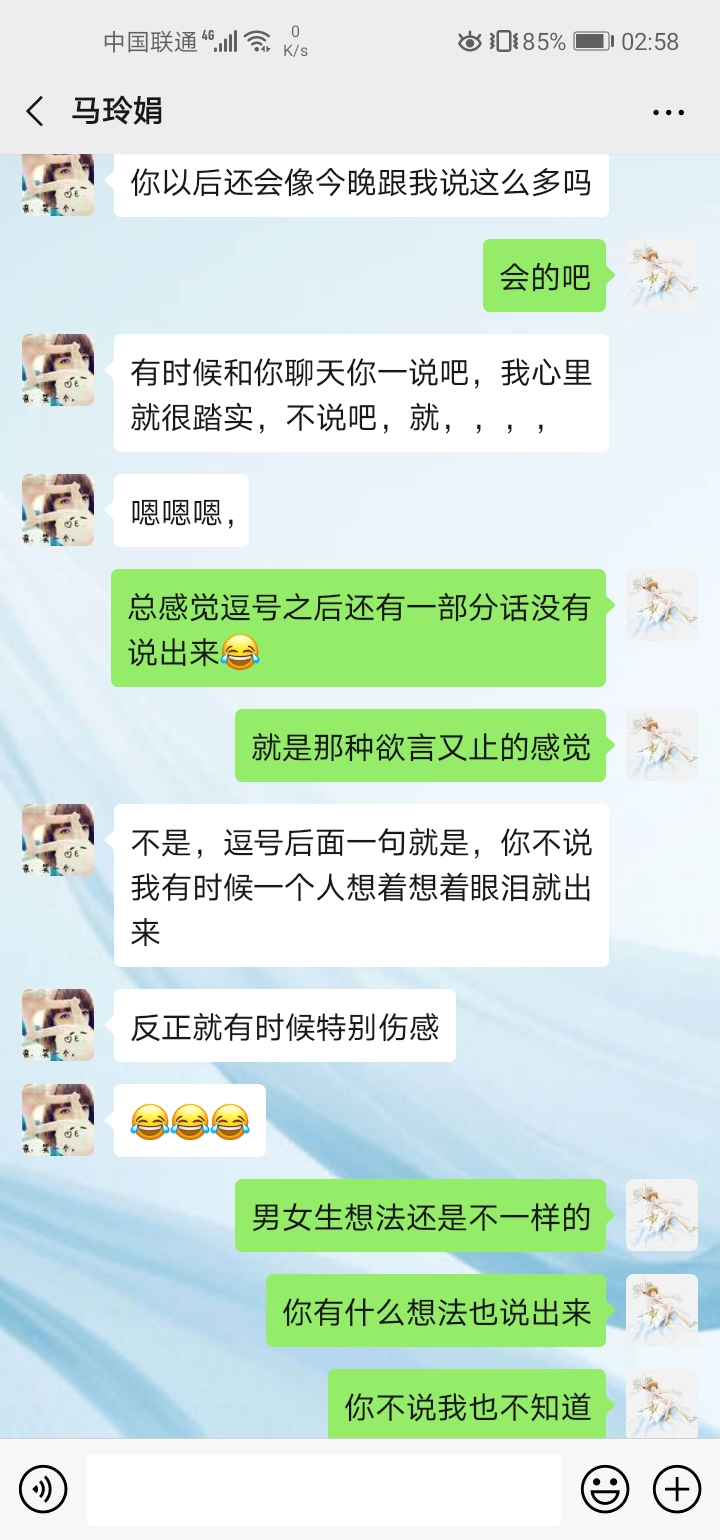 中国联通 4G 0 K/s 85% 02:58
马玲娟
你以后还会像今晚跟我说这么多吗
会的吧
有时候和你聊天你一说吧，我心里
就很踏实，不说吧，就，，，，
嗯嗯嗯，
总感觉逗号之后还有一部分话没有
说出来😂
就是那种欲言又止的感觉
不是，逗号后面一句就是，你不说
我有时候一个人想着想着眼泪就出
来
反正就有时候特别伤感
😂😂😂
男女生想法还是不一样的
你有什么想法也说出来
你不说我也不知道